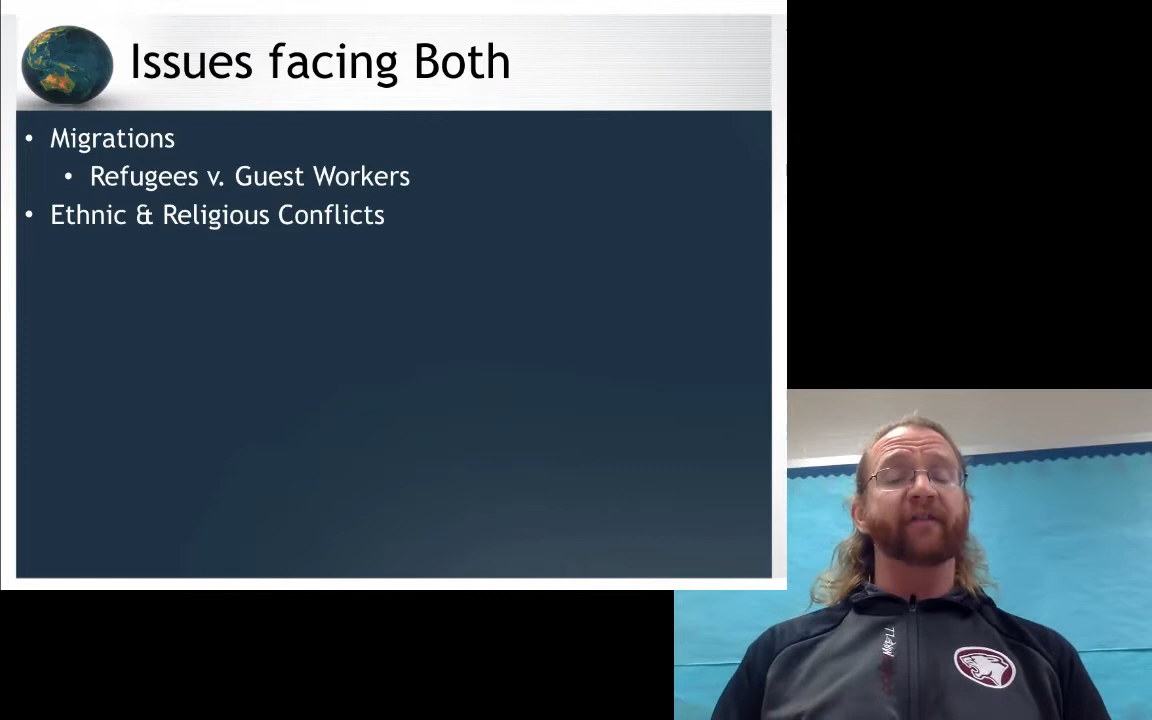 Issues facing Both
• Migrations
• Refugees v. Guest Workers
• Ethnic & Religious Conflicts